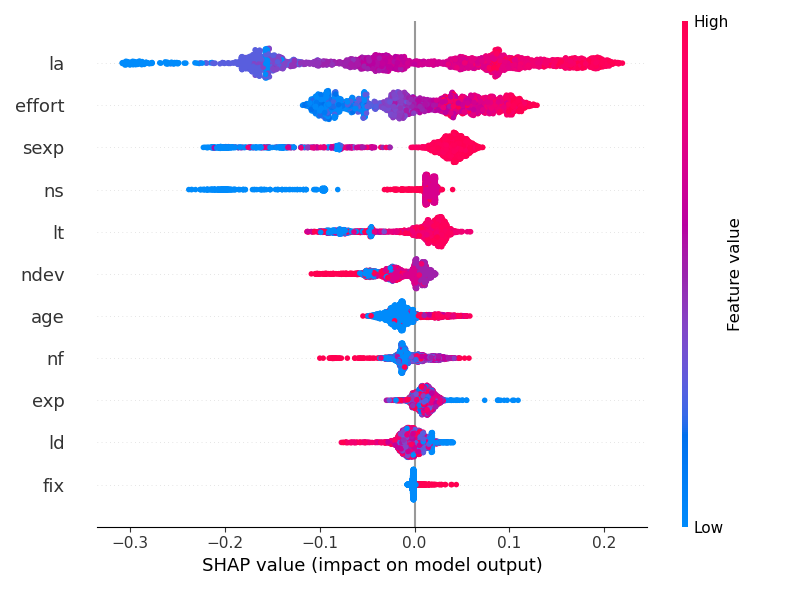 High
la
effort
sexp
ns
lt
ndev
age
nf
exp
ld
fix
Feature value
Low
−0.3 −0.2 −0.1 0.0 0.1 0.2
SHAP value (impact on model output)